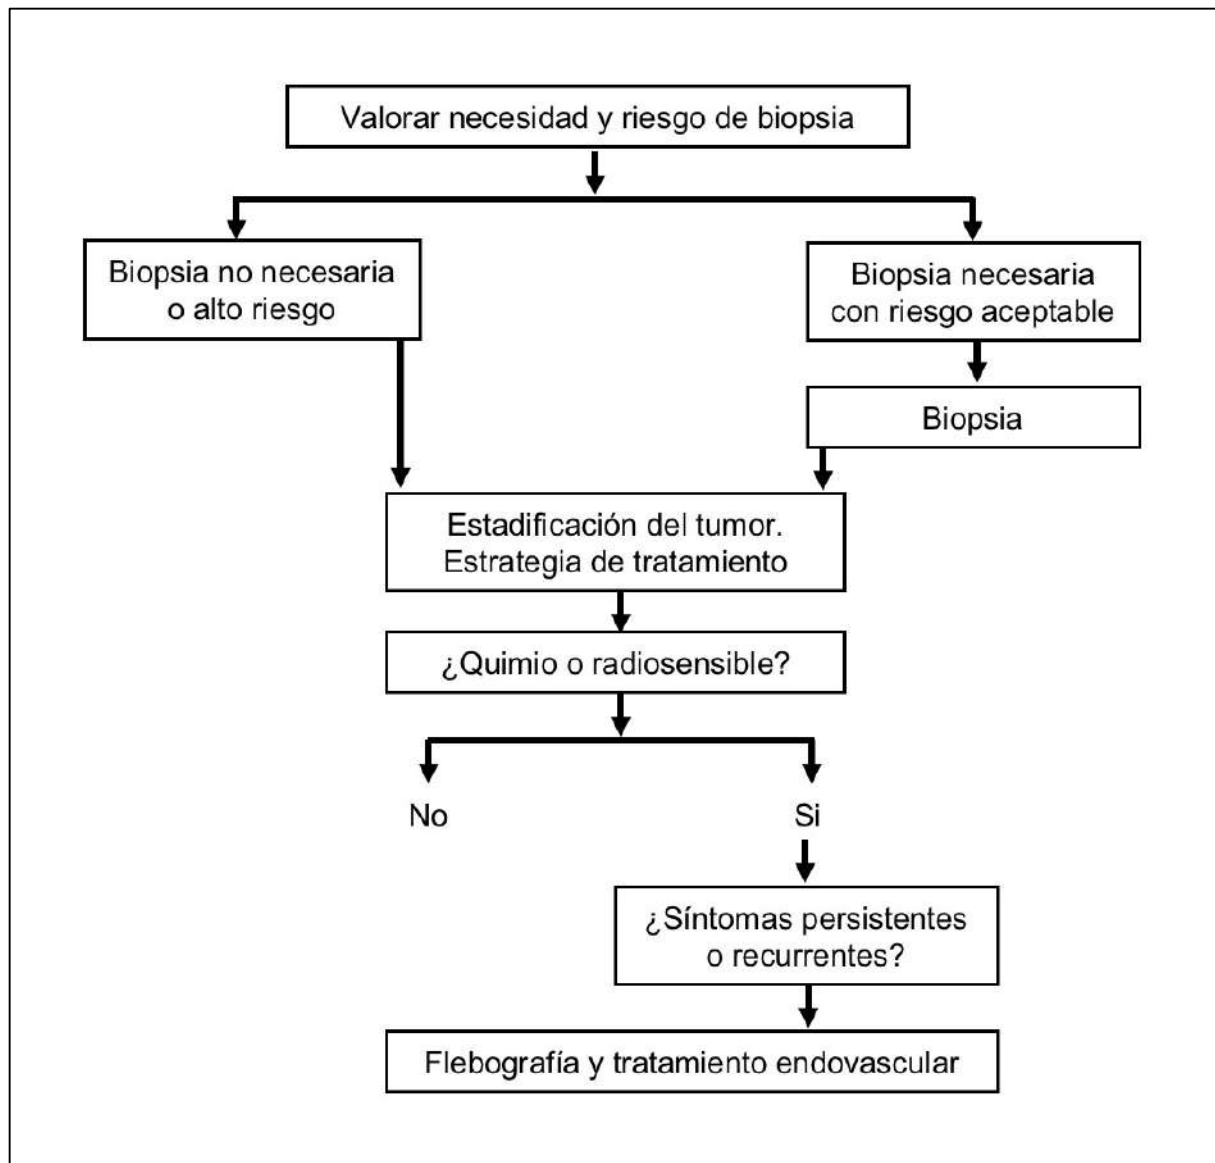 Valorar necesidad y riesgo de biopsia
Biopsia no necesaria
o alto riesgo
Biopsia necesaria
con riesgo aceptable
Biopsia
Estadificación del tumor.
Estrategia de tratamiento
¿Quimio o radiosensible?
No
Si
¿Síntomas persistentes
o recurrentes?
Flebografía y tratamiento endovascular